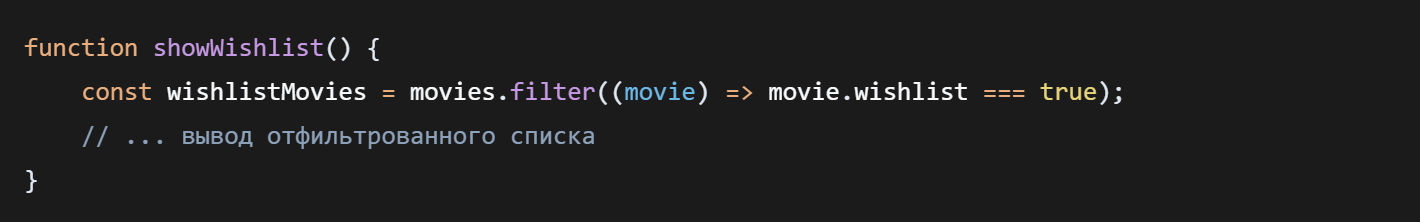 function showWishlist() {
    const wishlistMovies = movies.filter((movie) => movie.wishlist === true);
    // ... вывод отфильтрованного списка
}